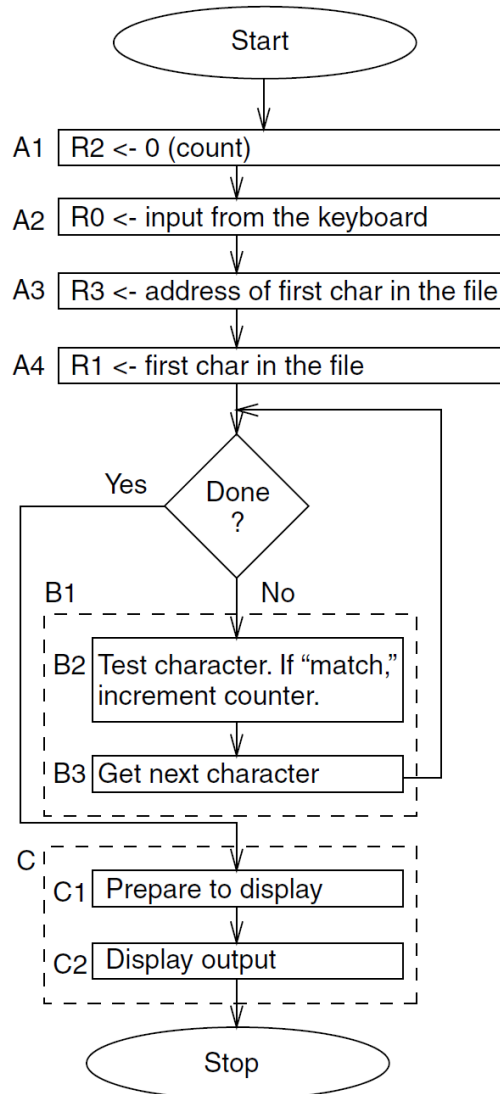 Start
A1 R2 <- 0 (count)
A2 R0 <- input from the keyboard
A3 R3 <- address of first char in the file
A4 R1 <- first char in the file
Yes
Done
?
No
B1
B2 Test character. If “match,”
increment counter.
B3 Get next character
C
C1 Prepare to display
C2 Display output
Stop